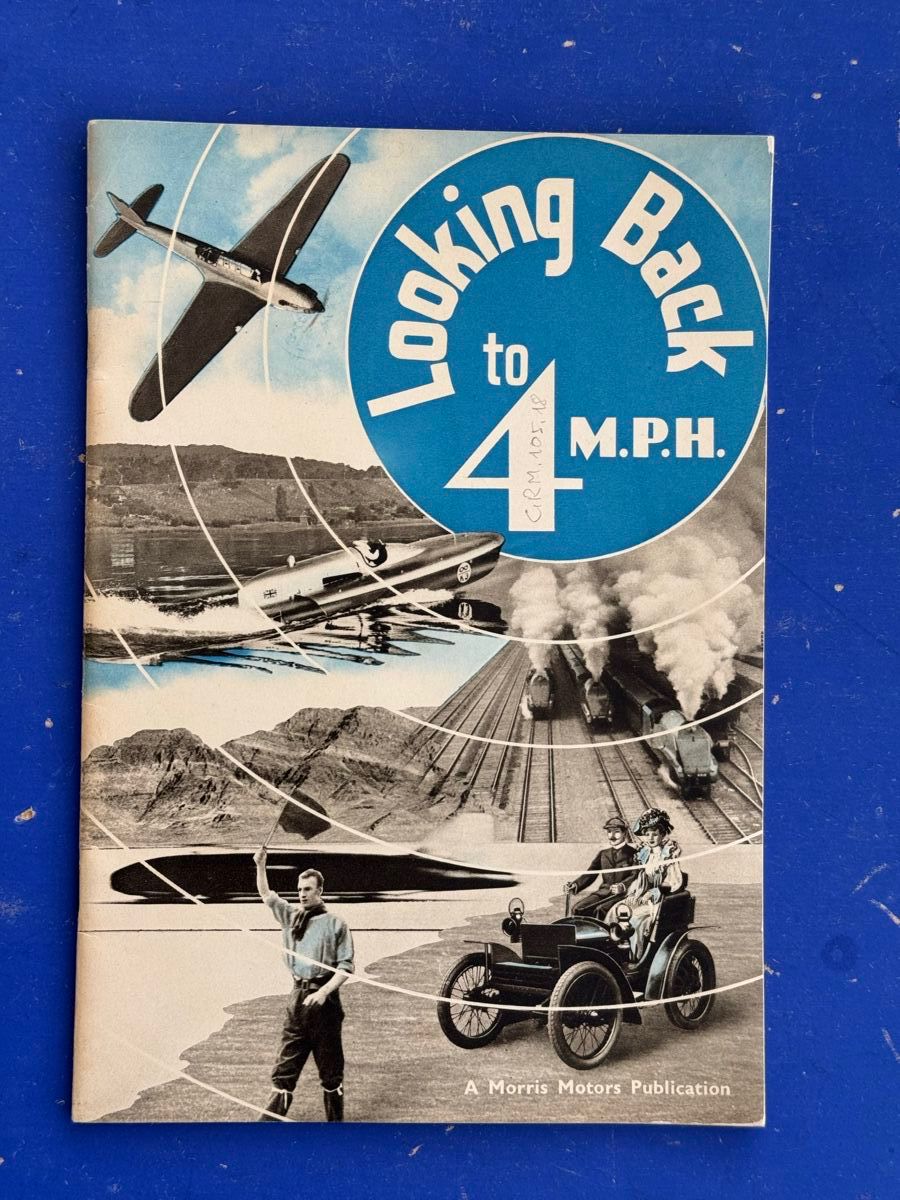 Looking Back
to
4
M.P.H.
GRM.105.18
A Morris Motors Publication